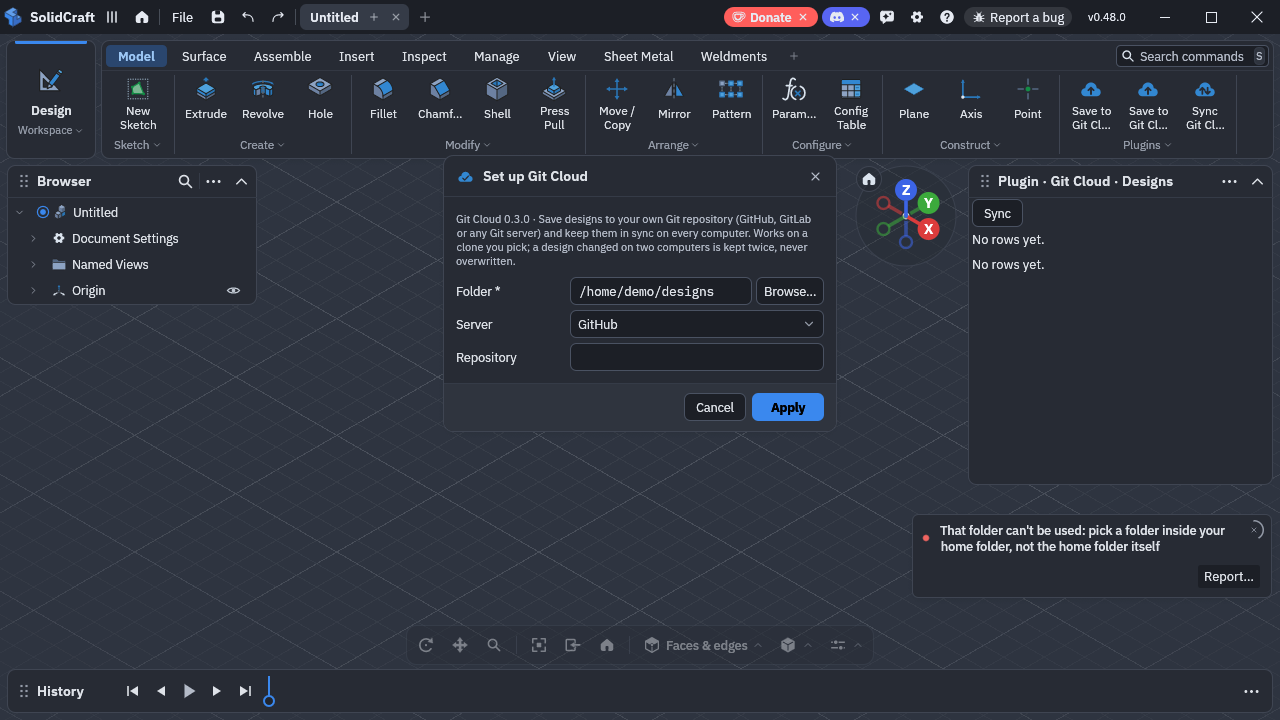 SolidCraft
File
Untitled
Donate
Report a bug
v0.48.0
Design
Workspace
Model
Surface
Assemble
Insert
Inspect
Manage
View
Sheet Metal
Weldments
Search commands
S
New
Sketch
Extrude
Revolve
Hole
Fillet
Chamf...
Shell
Press
Pull
Move /
Copy
Mirror
Pattern
Param...
Config
Table
Plane
Axis
Point
Save to
Git Cl...
Save to
Git Cl...
Sync
Git Cl...
Sketch
Create
Modify
Arrange
Configure
Construct
Plugins
Browser
Untitled
Document Settings
Named Views
Origin
Set up Git Cloud
Git Cloud 0.3.0 · Save designs to your own Git repository (GitHub, GitLab
or any Git server) and keep them in sync on every computer. Works on a
clone you pick; a design changed on two computers is kept twice, never
overwritten.
Folder *
/home/demo/designs
Browse...
Server
GitHub
Repository
Cancel
Apply
Z
Y
X
Plugin · Git Cloud · Designs
Sync
No rows yet.
No rows yet.
That folder can't be used: pick a folder inside your
home folder, not the home folder itself
Report...
Faces & edges
History